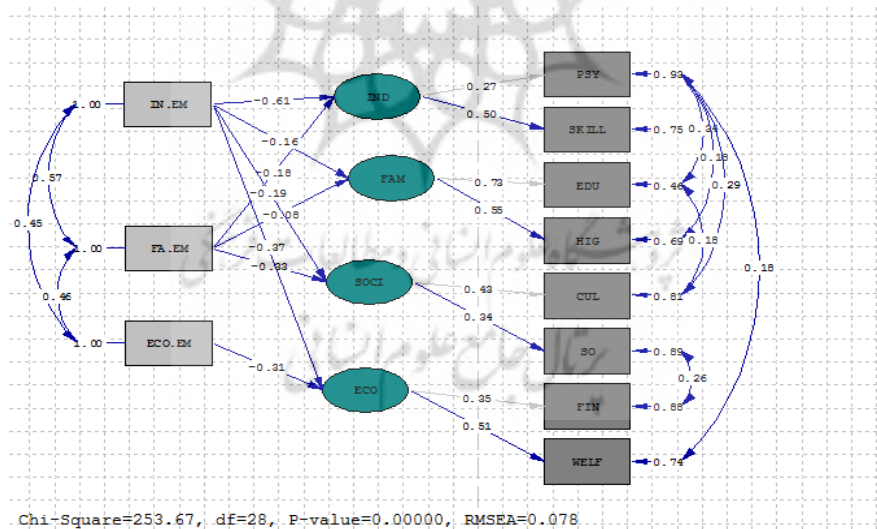 IN.EM
FA.EM
ECO.EM
1.00
1.00
1.00
0.57
0.45
0.46
-0.61
-0.16
-0.18
-0.19
-0.08
-0.37
-0.33
-0.31
IND
FAM
SOCI
ECO
0.27
0.50
0.73
0.55
0.43
0.34
0.35
0.51
PSY
SKILL
EDU
HIG
CUL
SO
FIN
WELF
0.93
0.75
0.46
0.69
0.81
0.89
0.88
0.74
0.34
0.18
0.29
0.18
0.18
0.26
Chi-Square=253.67, df=28, P-value=0.00000, RMSEA=0.078